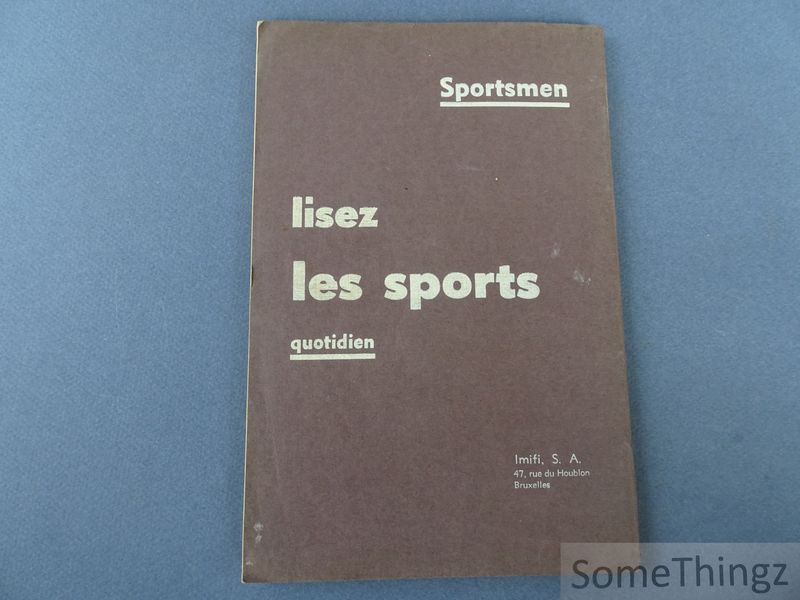 Sportsmen
lisez
les sports
quotidien
Imifi, S. A.
47, rue du Houblon
Bruxelles
SomeThingz